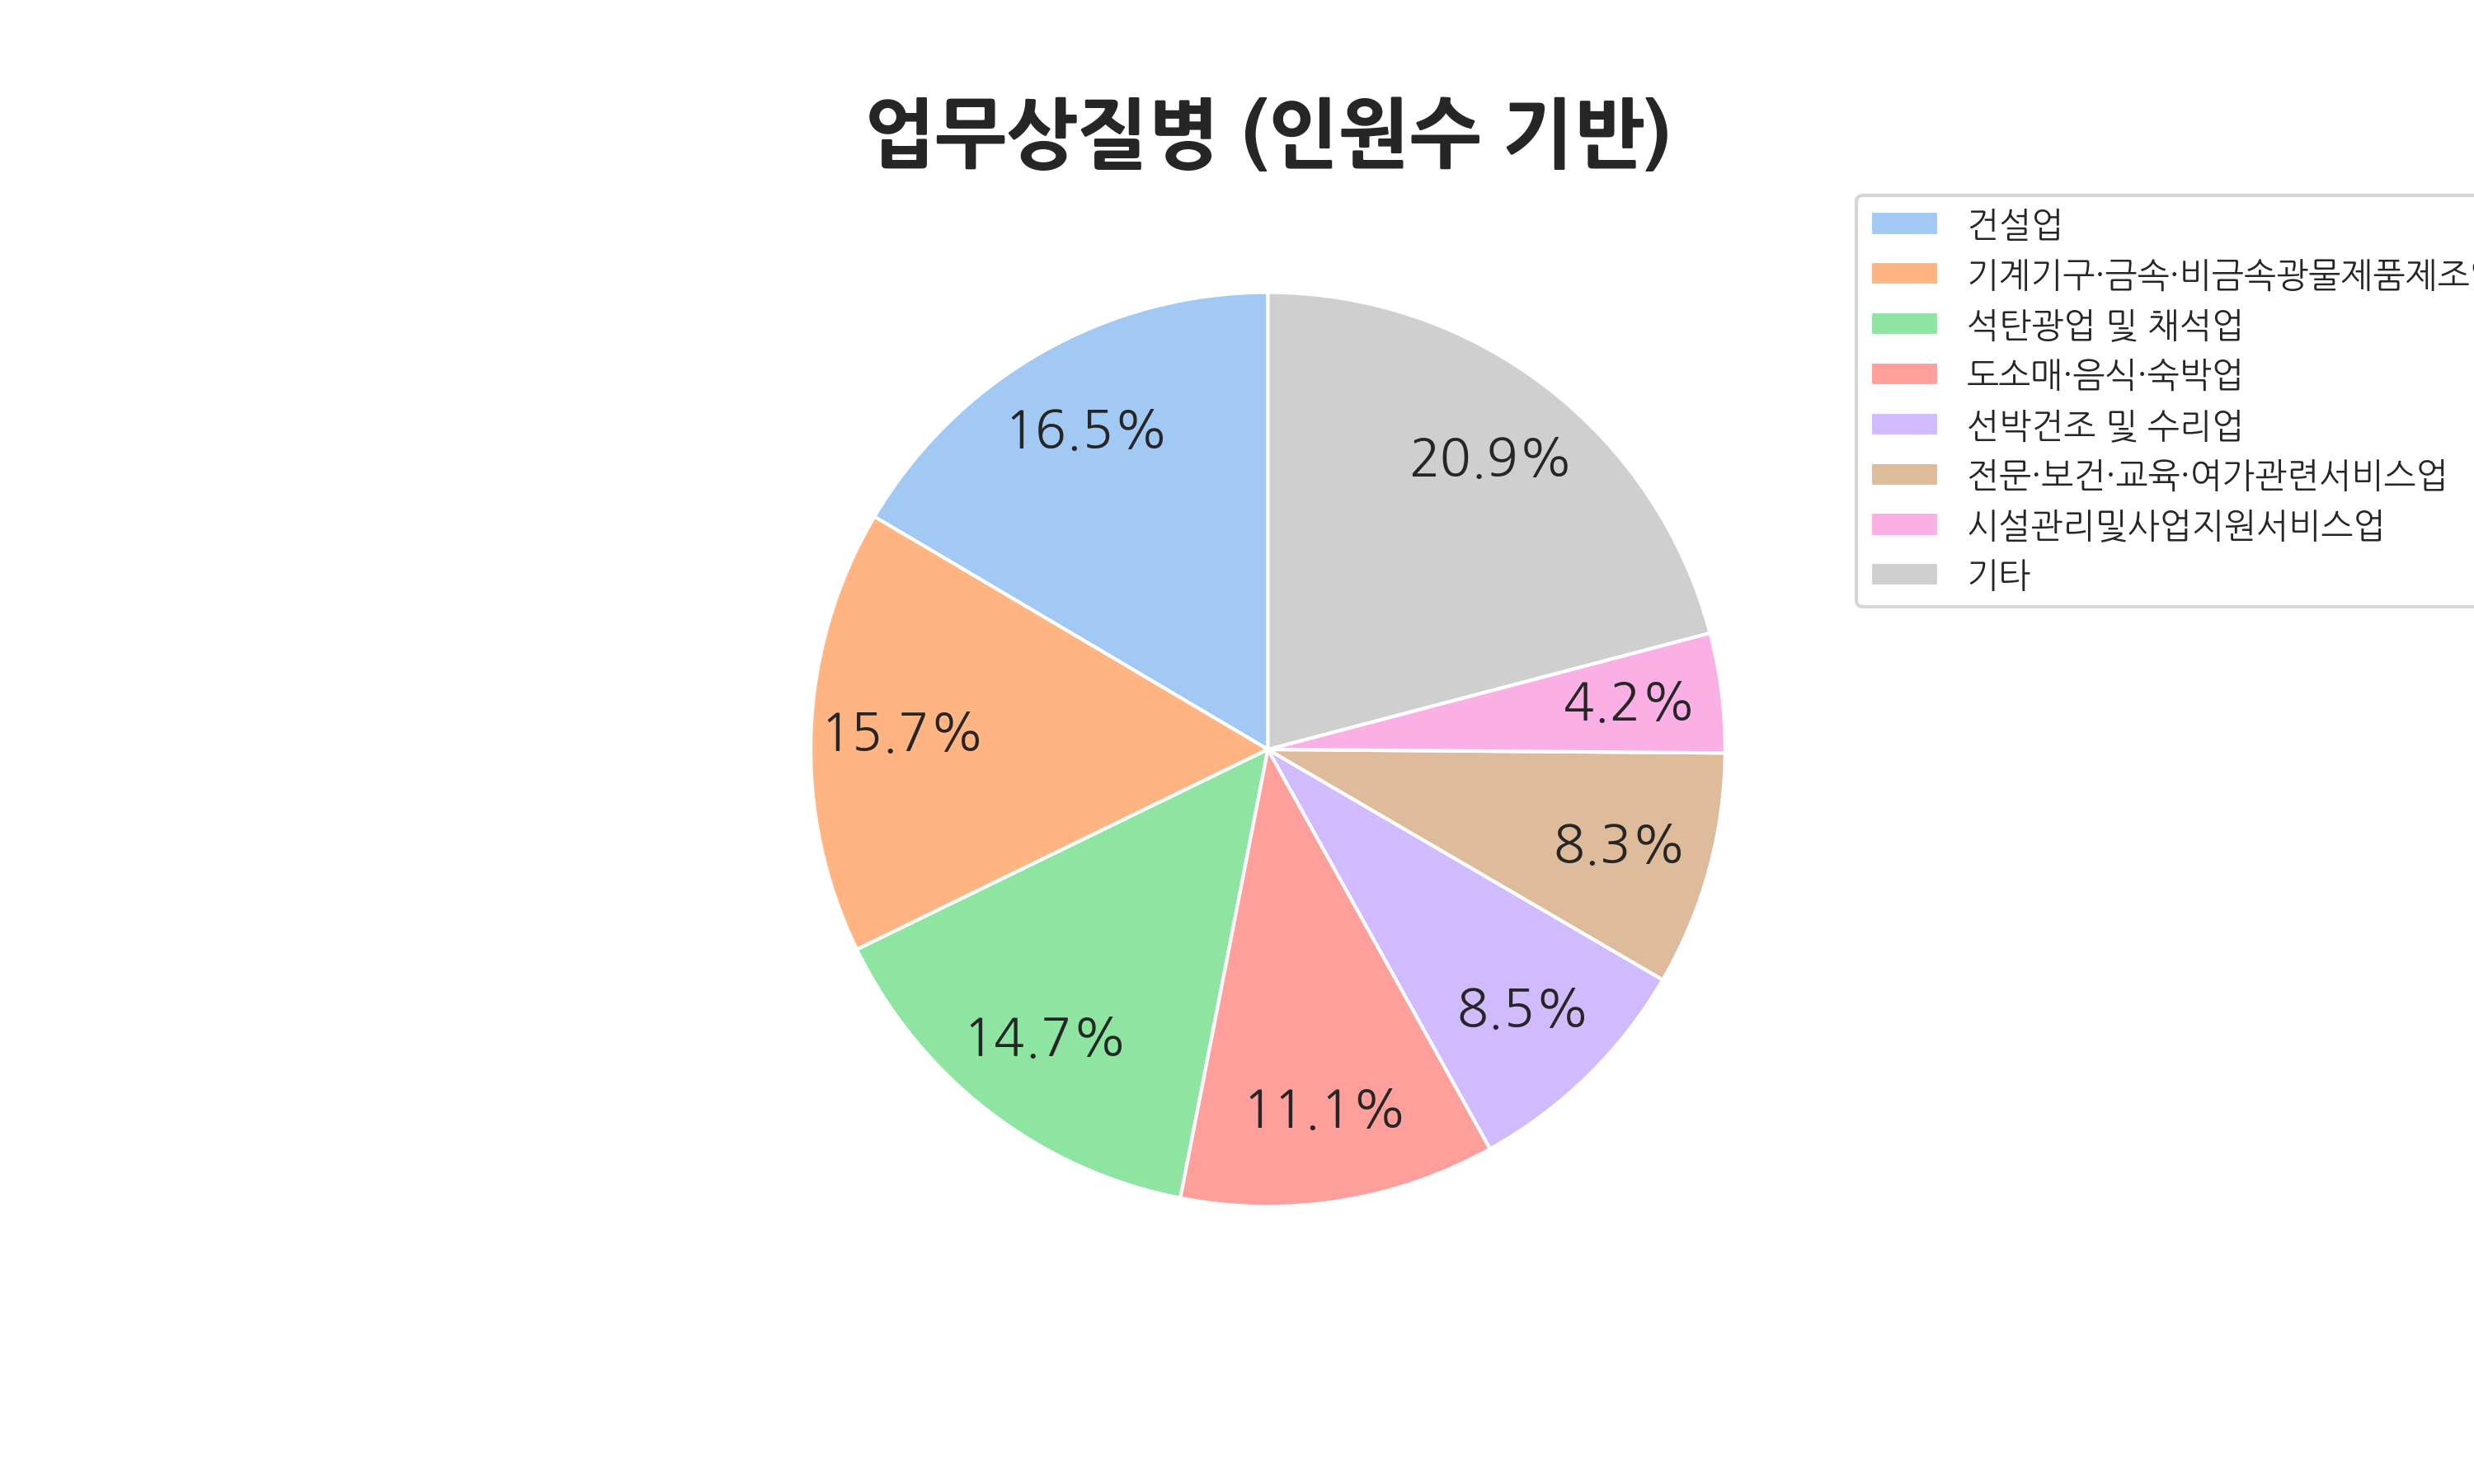 업무상질병 (인원수 기반)
건설업
기계기구·금속·비금속광물제품제조
석탄광업 및 채석업
도소매·음식·숙박업
선박건조 및 수리업
전문·보건·교육·여가관련서비스업
시설관리및사업지원서비스업
기타
16.5%
20.9%
4.2%
15.7%
8.3%
8.5%
14.7%
11.1%